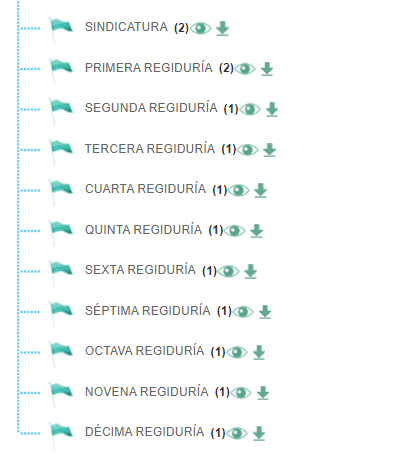 SINDICATURA (2)
PRIMERA REGIDURÍA (2)
SEGUNDA REGIDURÍA (1)
TERCERA REGIDURÍA (1)
CUARTA REGIDURÍA (1)
QUINTA REGIDURÍA (1)
SEXTA REGIDURÍA (1)
SÉPTIMA REGIDURÍA (1)
OCTAVA REGIDURÍA (1)
NOVENA REGIDURÍA (1)
DÉCIMA REGIDURÍA (1)